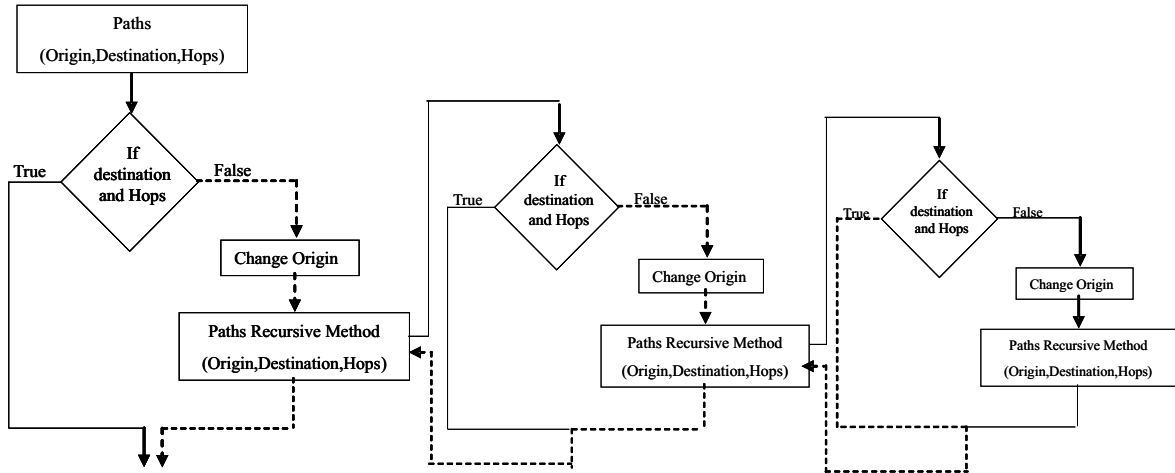 Paths
(Origin,Destination,Hops)
If
destination
and Hops
True
False
Change Origin
Paths Recursive Method
(Origin,Destination,Hops)
If
destination
and Hops
True
False
Change Origin
Paths Recursive Method
(Origin,Destination,Hops)
If
destination
and Hops
True
False
Change Origin
Paths Recursive Method
(Origin,Destination,Hops)